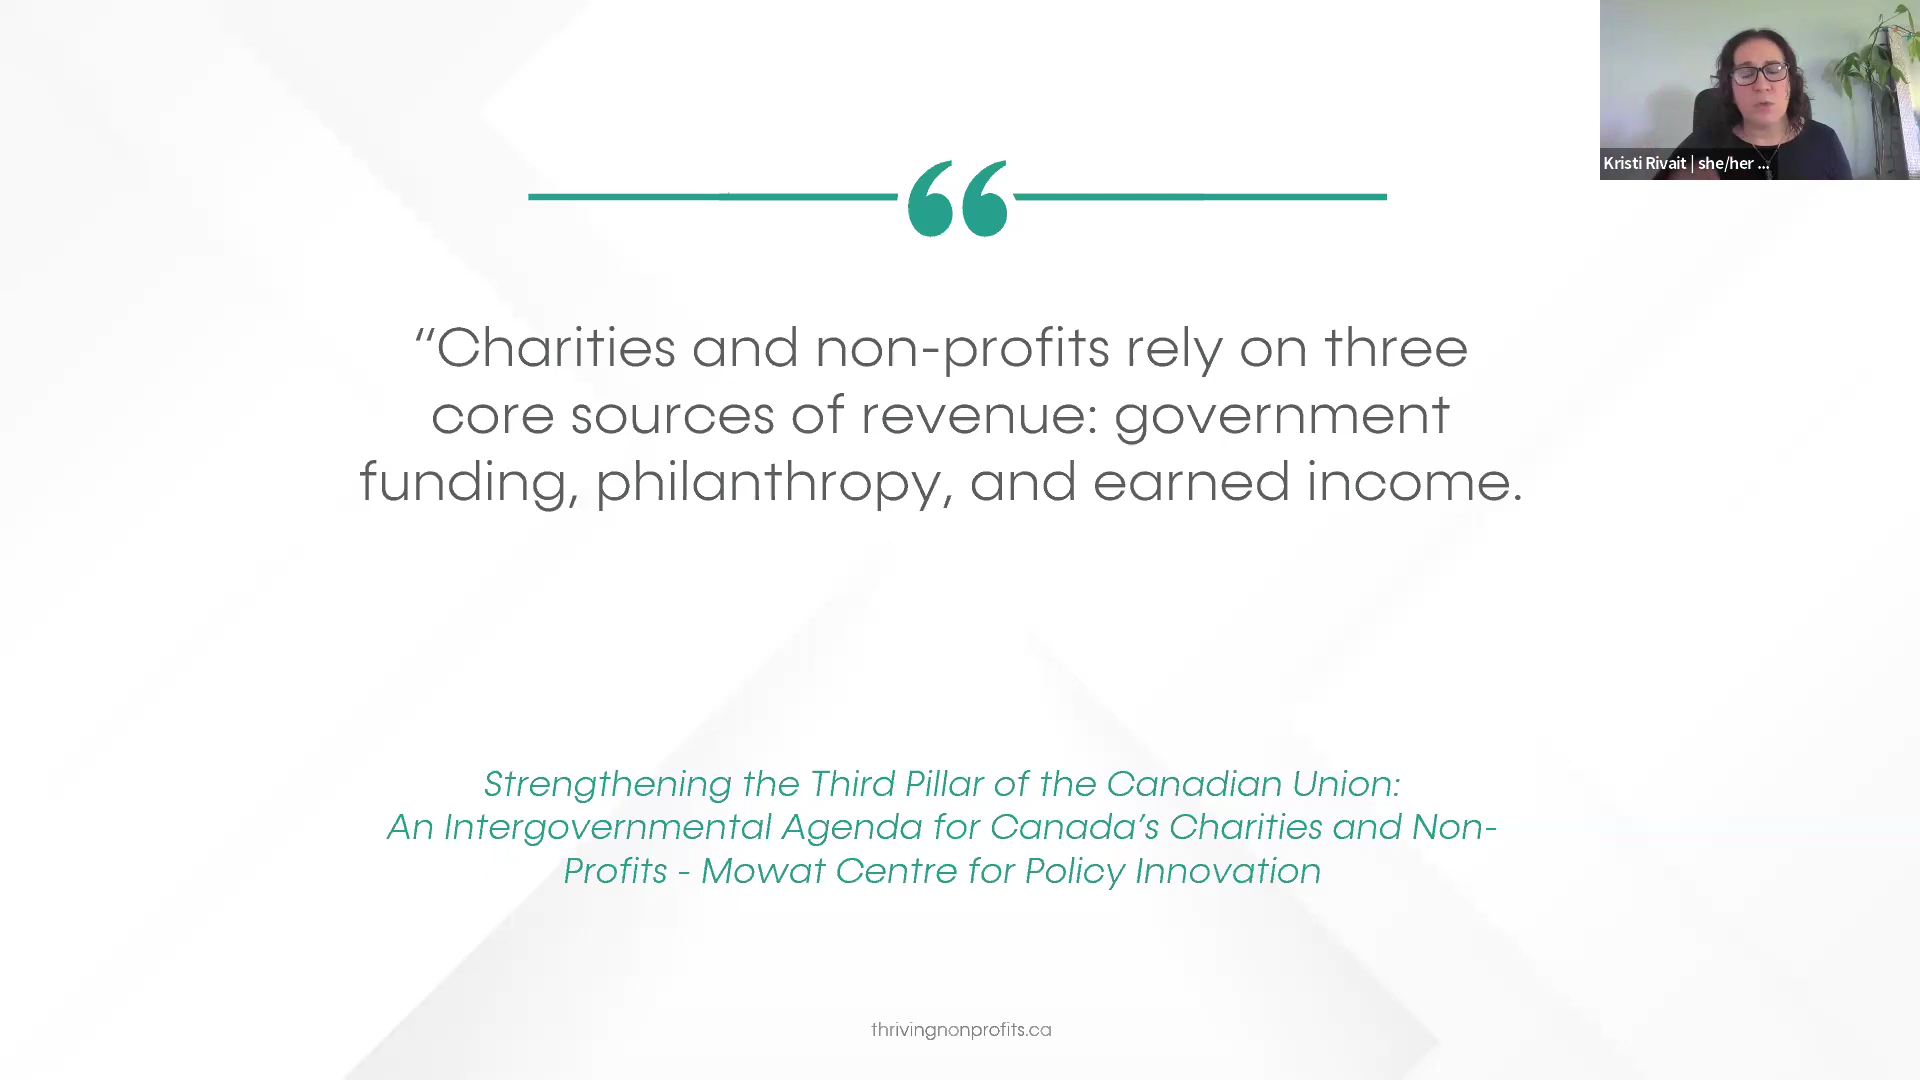 Kristi Rivait | she/her ...
“Charities and non-profits rely on three
core sources of revenue: government
funding, philanthropy, and earned income.
Strengthening the Third Pillar of the Canadian Union:
An Intergovernmental Agenda for Canada’s Charities and Non-
Profits - Mowat Centre for Policy Innovation
thrivingnonprofits.ca